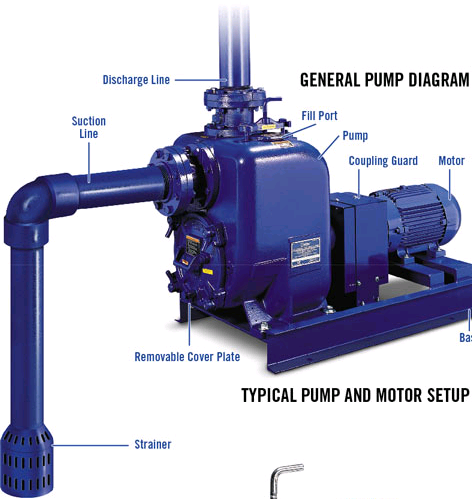 Discharge Line
GENERAL PUMP DIAGRAM
Fill Port
Suction
Line
Pump
Coupling Guard
Motor
Bas
Removable Cover Plate
TYPICAL PUMP AND MOTOR SETUP
Strainer